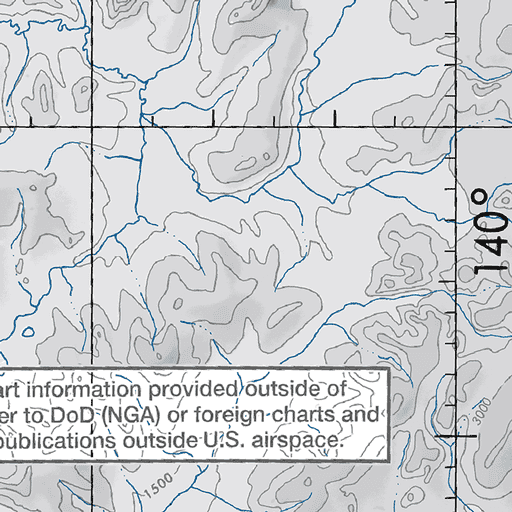 140°
art information provided outside of
er to DoD (NGA) or foreign charts and
publications outside U.S. airspace.
3000
1500